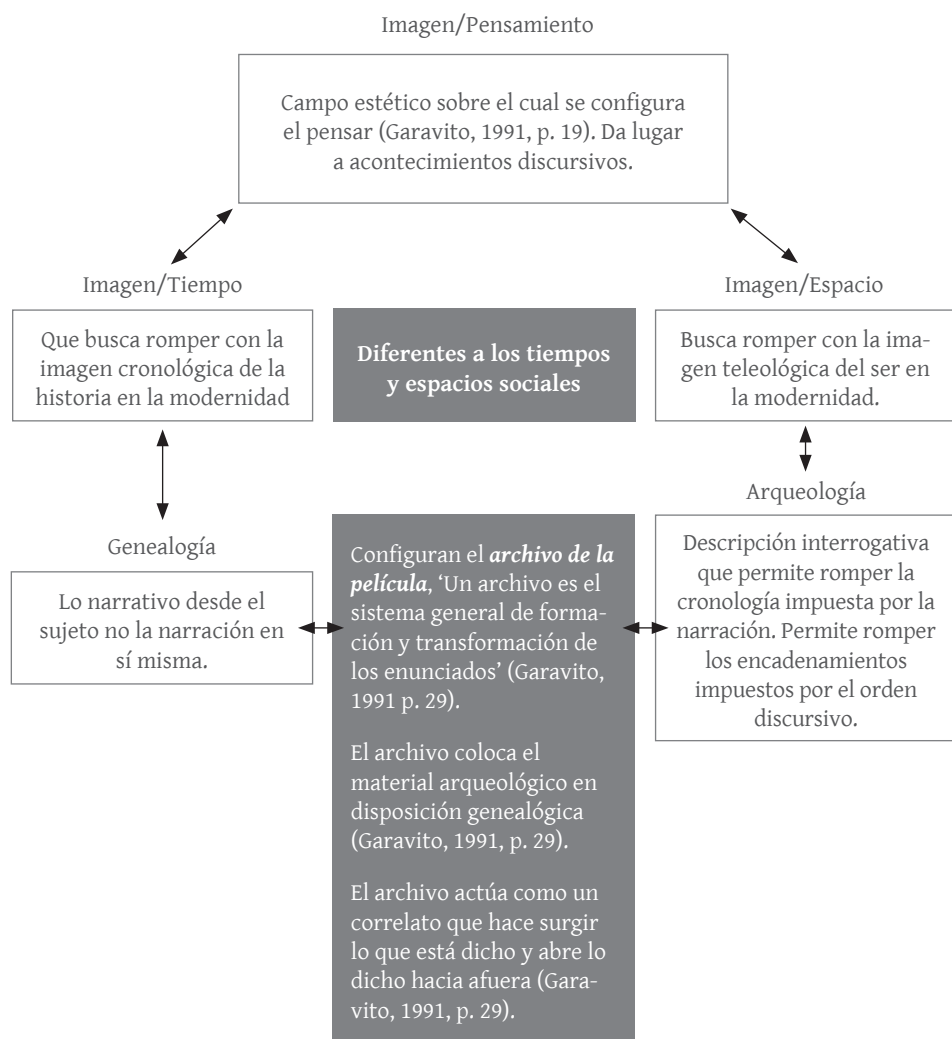 Imagen/Pensamiento
Campo estético sobre el cual se configura
el pensar (Garavito, 1991, p. 19). Da lugar
a acontecimientos discursivos.
Imagen/Tiempo
Que busca romper con la
imagen cronológica de la
historia en la modernidad
Diferentes a los tiempos
y espacios sociales
Imagen/Espacio
Busca romper con la ima-
gen teleológica del ser en
la modernidad.
Genealogía
Lo narrativo desde el
sujeto no la narración en
sí misma.
Configuran el archivo de la
película, ‘Un archivo es el
sistema general de forma-
ción y transformación de
los enunciados’ (Garavito,
1991 p. 29).
El archivo coloca el
material arqueológico en
disposición genealógica
(Garavito, 1991, p. 29).
El archivo actúa como un
correlato que hace surgir
lo que está dicho y abre lo
dicho hacia afuera (Gara-
vito, 1991, p. 29).
Arqueología
Descripción interrogativa
que permite romper la
cronología impuesta por la
narración. Permite romper
los encadenamientos
impuestos por el orden
discursivo.